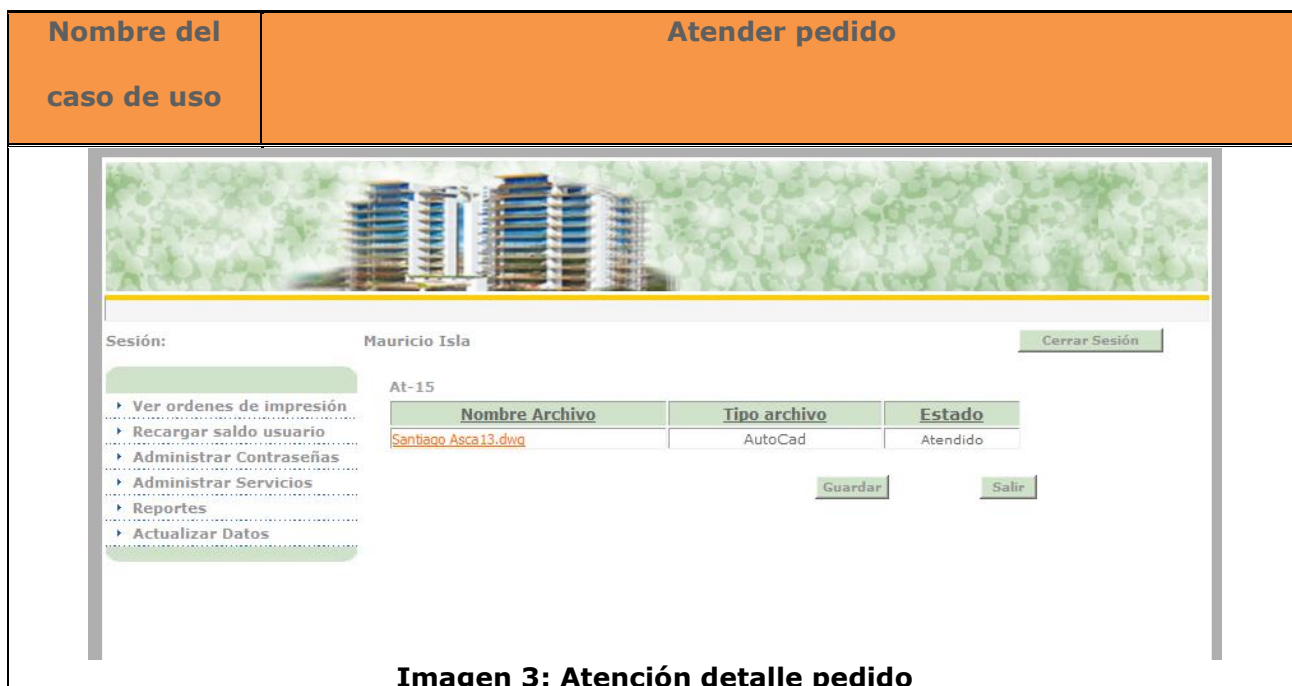 Nombre del
caso de uso
Atender pedido
Sesión:
Mauricio Isla
Cerrar Sesión
Ver ordenes de impresión
Recargar saldo usuario
Administrar Contraseñas
Administrar Servicios
Reportes
Actualizar Datos
At-15
Nombre Archivo Tipo archivo Estado
Santiago Asca13.dwg AutoCad Atendido
Guardar Salir
Imagen 3: Atención detalle pedido